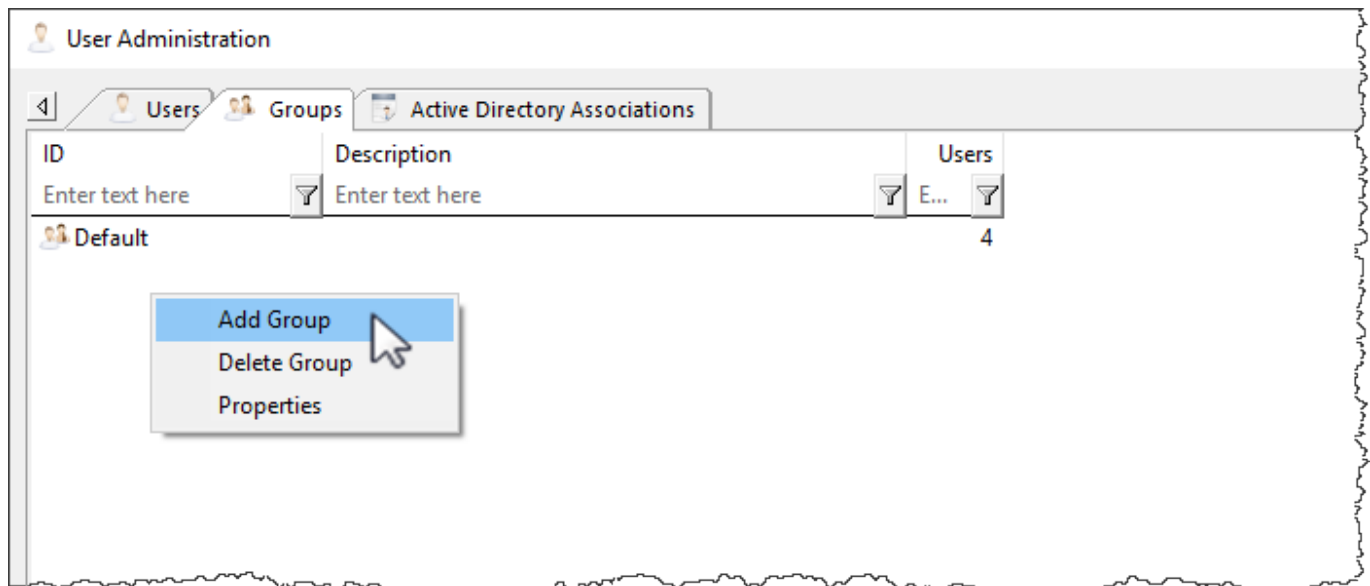 User Administration
Users Groups Active Directory Associations
ID Description Users
Enter text here Enter text here E...
Default 4
Add Group
Delete Group
Properties